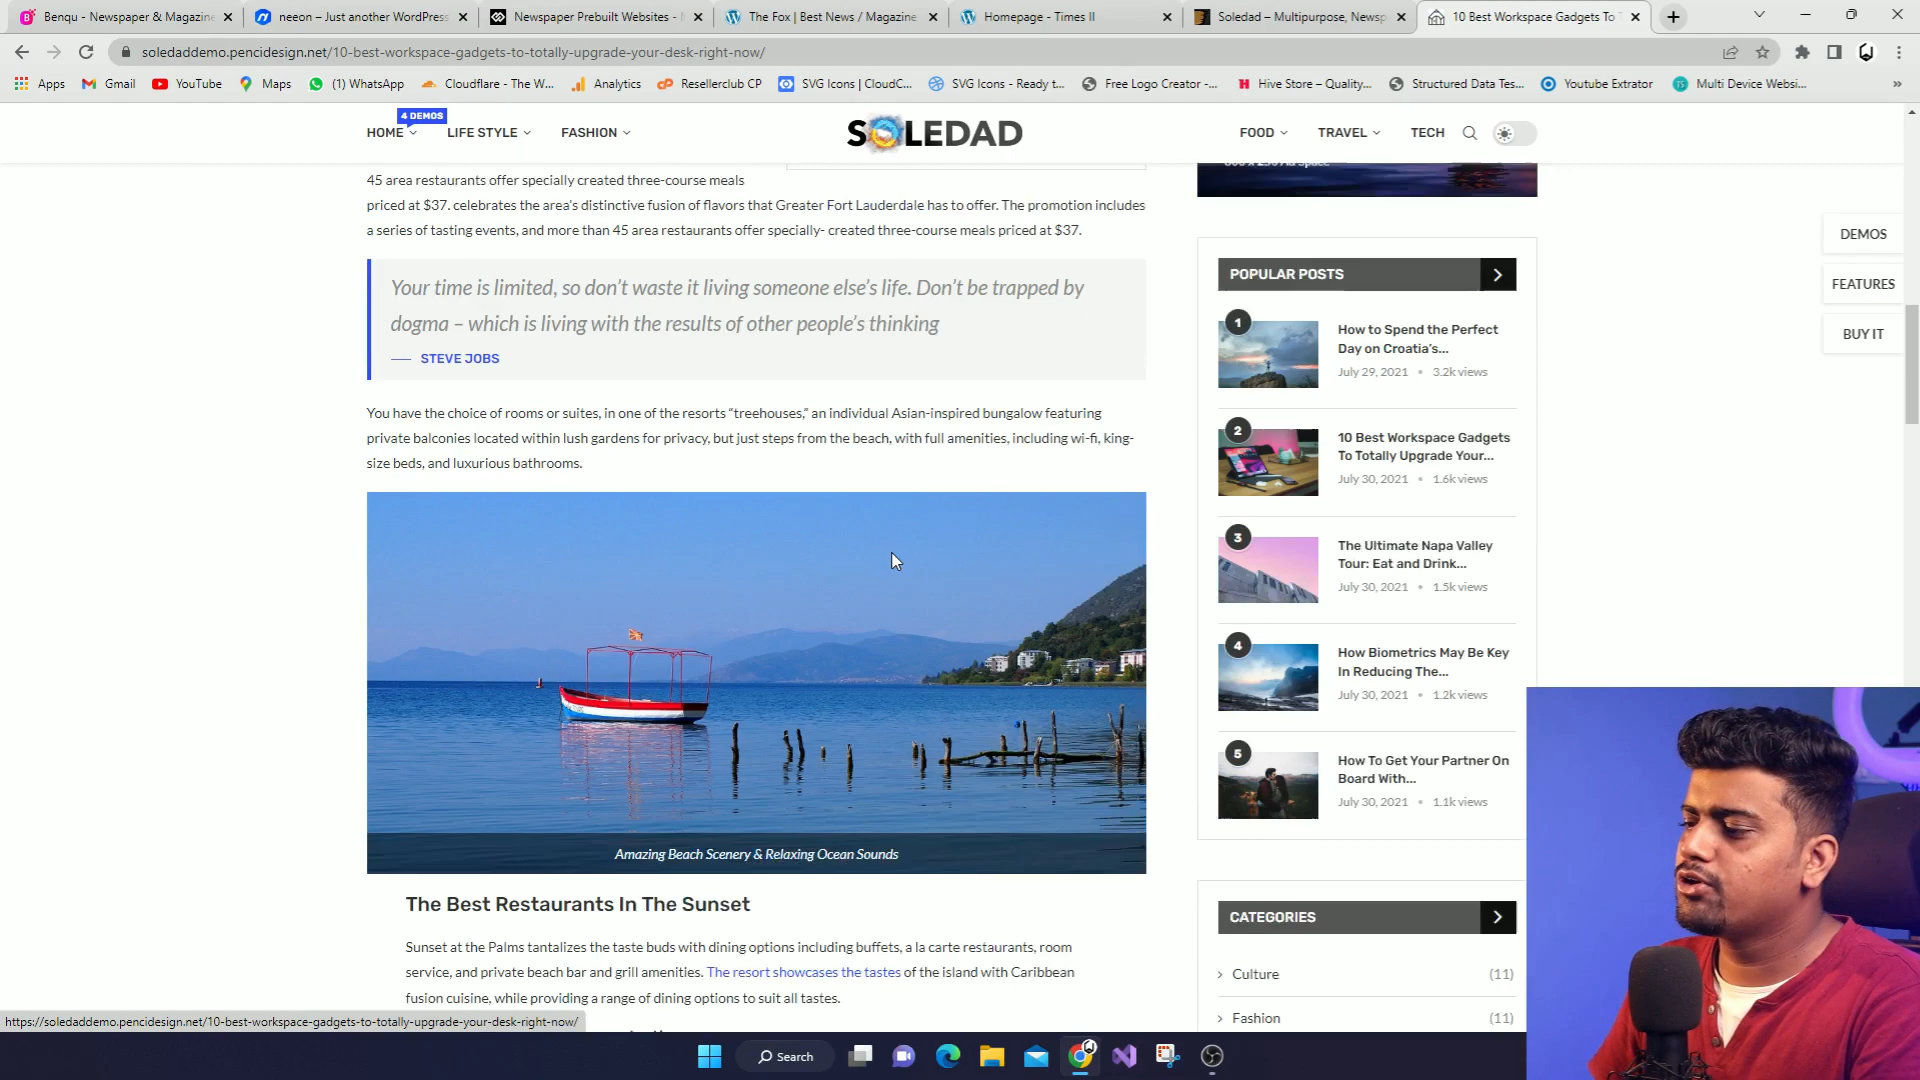 Benqu - Newspaper & Magazine
neeon – Just another WordPress
Newspaper Prebuilt Websites -
The Fox | Best News / Magazine
Homepage - Times II
Soledad – Multipurpose, Newsp
10 Best Workspace Gadgets To T
soledaddemo.pencidesign.net/10-best-workspace-gadgets-to-totally-upgrade-your-desk-right-now/
Apps
Gmail
YouTube
Maps
(1) WhatsApp
Cloudflare - The W...
Analytics
Resellerclub CP
SVG Icons | CloudC...
SVG Icons - Ready t...
Free Logo Creator -...
Hive Store – Quality...
Structured Data Tes...
Youtube Extrator
Multi Device Websi...
4 DEMOS
HOME
LIFE STYLE
FASHION
SOLEDAD
FOOD
TRAVEL
TECH
45 area restaurants offer specially created three-course meals
priced at $37. celebrates the area's distinctive fusion of flavors that Greater Fort Lauderdale has to offer. The promotion includes
a series of tasting events, and more than 45 area restaurants offer specially- created three-course meals priced at $37.
Your time is limited, so don't waste it living someone else's life. Don't be trapped by
dogma – which is living with the results of other people's thinking
STEVE JOBS
You have the choice of rooms or suites, in one of the resorts “treehouses,” an individual Asian-inspired bungalow featuring
private balconies located within lush gardens for privacy, but just steps from the beach, with full amenities, including wi-fi, king-
size beds, and luxurious bathrooms.
Amazing Beach Scenery & Relaxing Ocean Sounds
The Best Restaurants In The Sunset
Sunset at the Palms tantalizes the taste buds with dining options including buffets, a la carte restaurants, room
service, and private beach bar and grill amenities. The resort showcases the tastes of the island with Caribbean
fusion cuisine, while providing a range of dining options to suit all tastes.
POPULAR POSTS
1
How to Spend the Perfect
Day on Croatia's...
July 29, 2021 • 3.2k views
2
10 Best Workspace Gadgets
To Totally Upgrade Your...
July 30, 2021 • 1.6k views
3
The Ultimate Napa Valley
Tour: Eat and Drink...
July 30, 2021 • 1.5k views
4
How Biometrics May Be Key
In Reducing The...
July 30, 2021 • 1.2k views
5
How To Get Your Partner On
Board With...
July 30, 2021 • 1.1k views
CATEGORIES
Culture (11)
Fashion (11)
DEMOS
FEATURES
BUY IT
https://soledaddemo.pencidesign.net/10-best-workspace-gadgets-to-totally-upgrade-your-desk-right-now/
Search